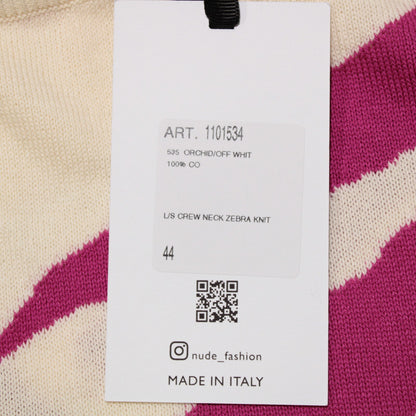 ART. 1101534
535 ORCHID/OFF WHIT
100% CO
L/S CREW NECK ZEBRA KNIT
44
nude_fashion
MADE IN ITALY